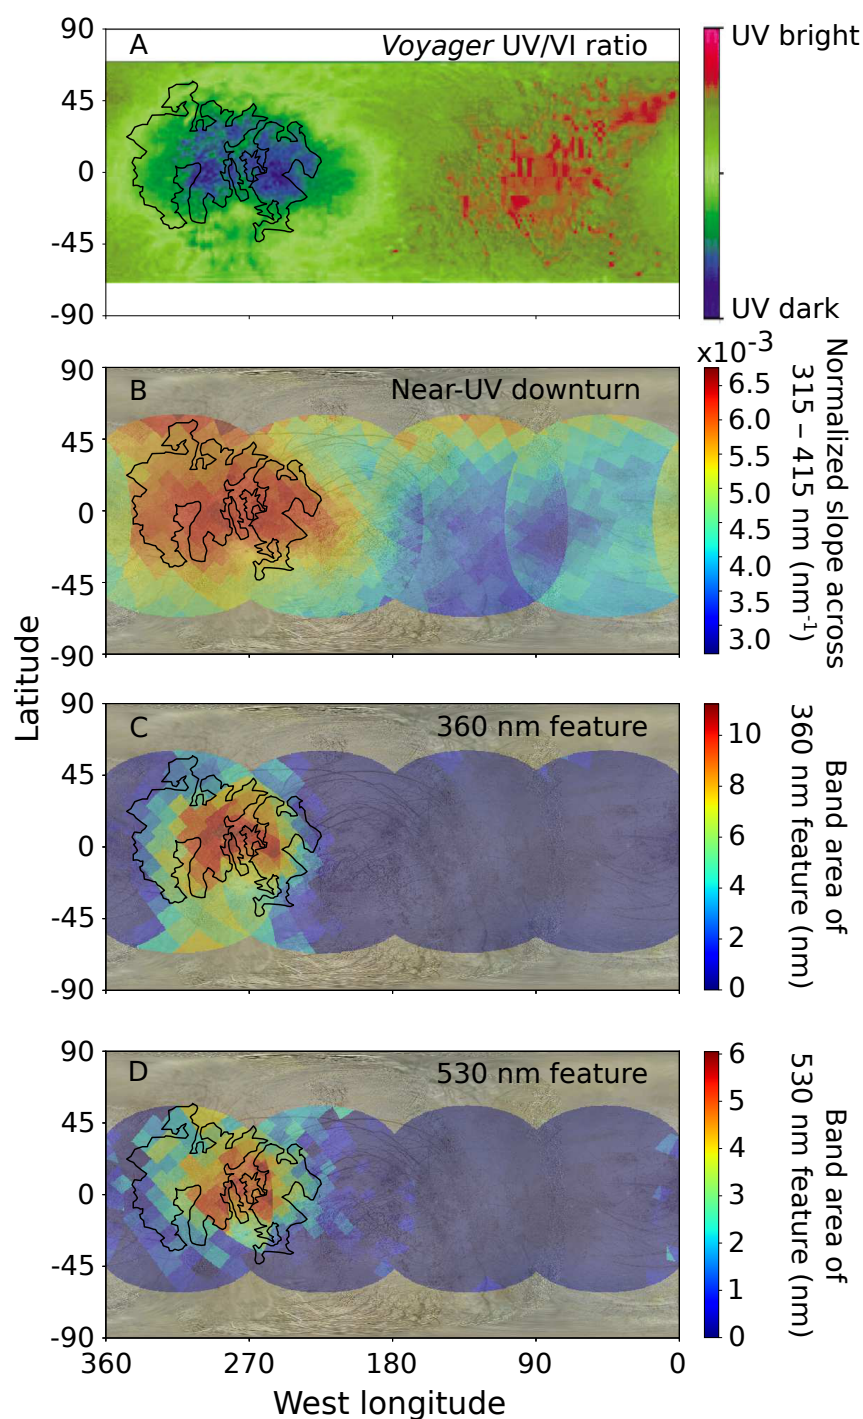 90
A
Voyager UV/VI ratio
UV bright
45
0
-45
-90
UV dark
x10⁻³
90
B
Near-UV downturn
45
0
-45
-90
6.5
6.0
5.5
5.0
4.5
4.0
3.5
3.0
Normalized slope across
315 – 415 nm (nm⁻¹)
Latitude
90
C
360 nm feature
45
0
-45
-90
10
8
6
4
2
0
Band area of
360 nm feature (nm)
90
D
530 nm feature
45
0
-45
-90
6
5
4
3
2
1
0
Band area of
530 nm feature (nm)
360
270
180
90
0
West longitude